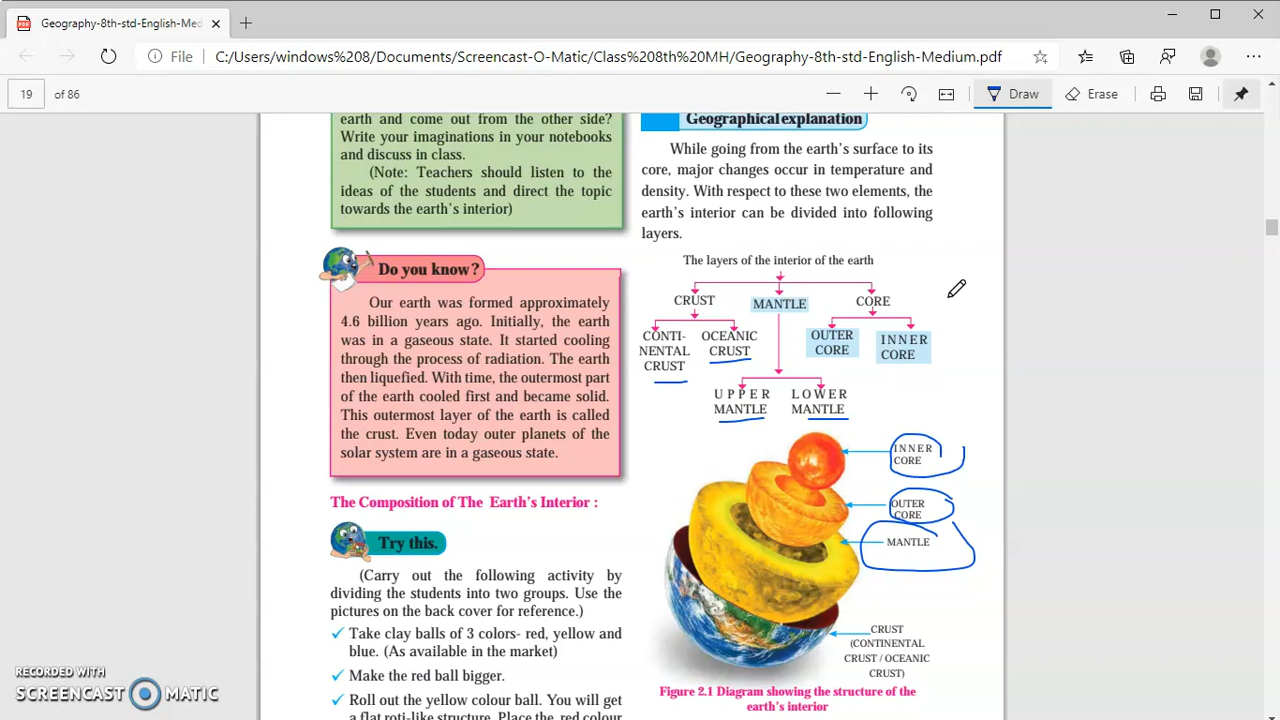 Geography-8th-std-English-Med
File
C:/Users/windows%208/Documents/Screencast-O-Matic/Class%208th%20MH/Geography-8th-std-English-Medium.pdf
19 of 86
Draw
Erase
earth and come out from the other side?
Write your imaginations in your notebooks
and discuss in class.
(Note: Teachers should listen to the
ideas of the students and direct the topic
towards the earth's interior)
Do you know?
Our earth was formed approximately
4.6 billion years ago. Initially, the earth
was in a gaseous state. It started cooling
through the process of radiation. The earth
then liquefied. With time, the outermost part
of the earth cooled first and became solid.
This outermost layer of the earth is called
the crust. Even today outer planets of the
solar system are in a gaseous state.
The Composition of The Earth's Interior :
Try this.
(Carry out the following activity by
dividing the students into two groups. Use the
pictures on the back cover for reference.)
✓ Take clay balls of 3 colors- red, yellow and
blue. (As available in the market)
✓ Make the red ball bigger.
✓ Roll out the yellow colour ball. You will get
a flat roti-like structure. Place the red colour
Geographical explanation
While going from the earth's surface to its
core, major changes occur in temperature and
density. With respect to these two elements, the
earth's interior can be divided into following
layers.
The layers of the interior of the earth
CRUST
MANTLE
CORE
CONTI-
NENTAL
CRUST
OCEANIC
CRUST
OUTER
CORE
INNER
CORE
UPPER
MANTLE
LOWER
MANTLE
INNER
CORE
OUTER
CORE
MANTLE
CRUST
(CONTINENTAL
CRUST / OCEANIC
CRUST)
Figure 2.1 Diagram showing the structure of the
earth's interior
RECORDED WITH
SCREENCAST MATIC